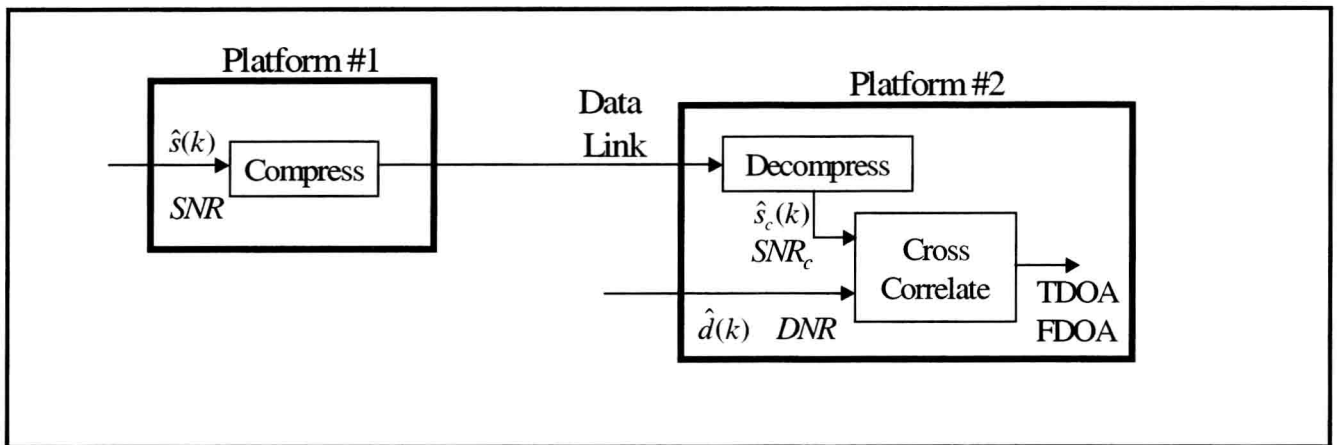 Platform #1
ŝ(k)
Compress
SNR
Data
Link
Platform #2
Decompress
ŝ_c(k)
SNR_c
Cross
Correlate
d̂(k) DNR
TDOA
FDOA